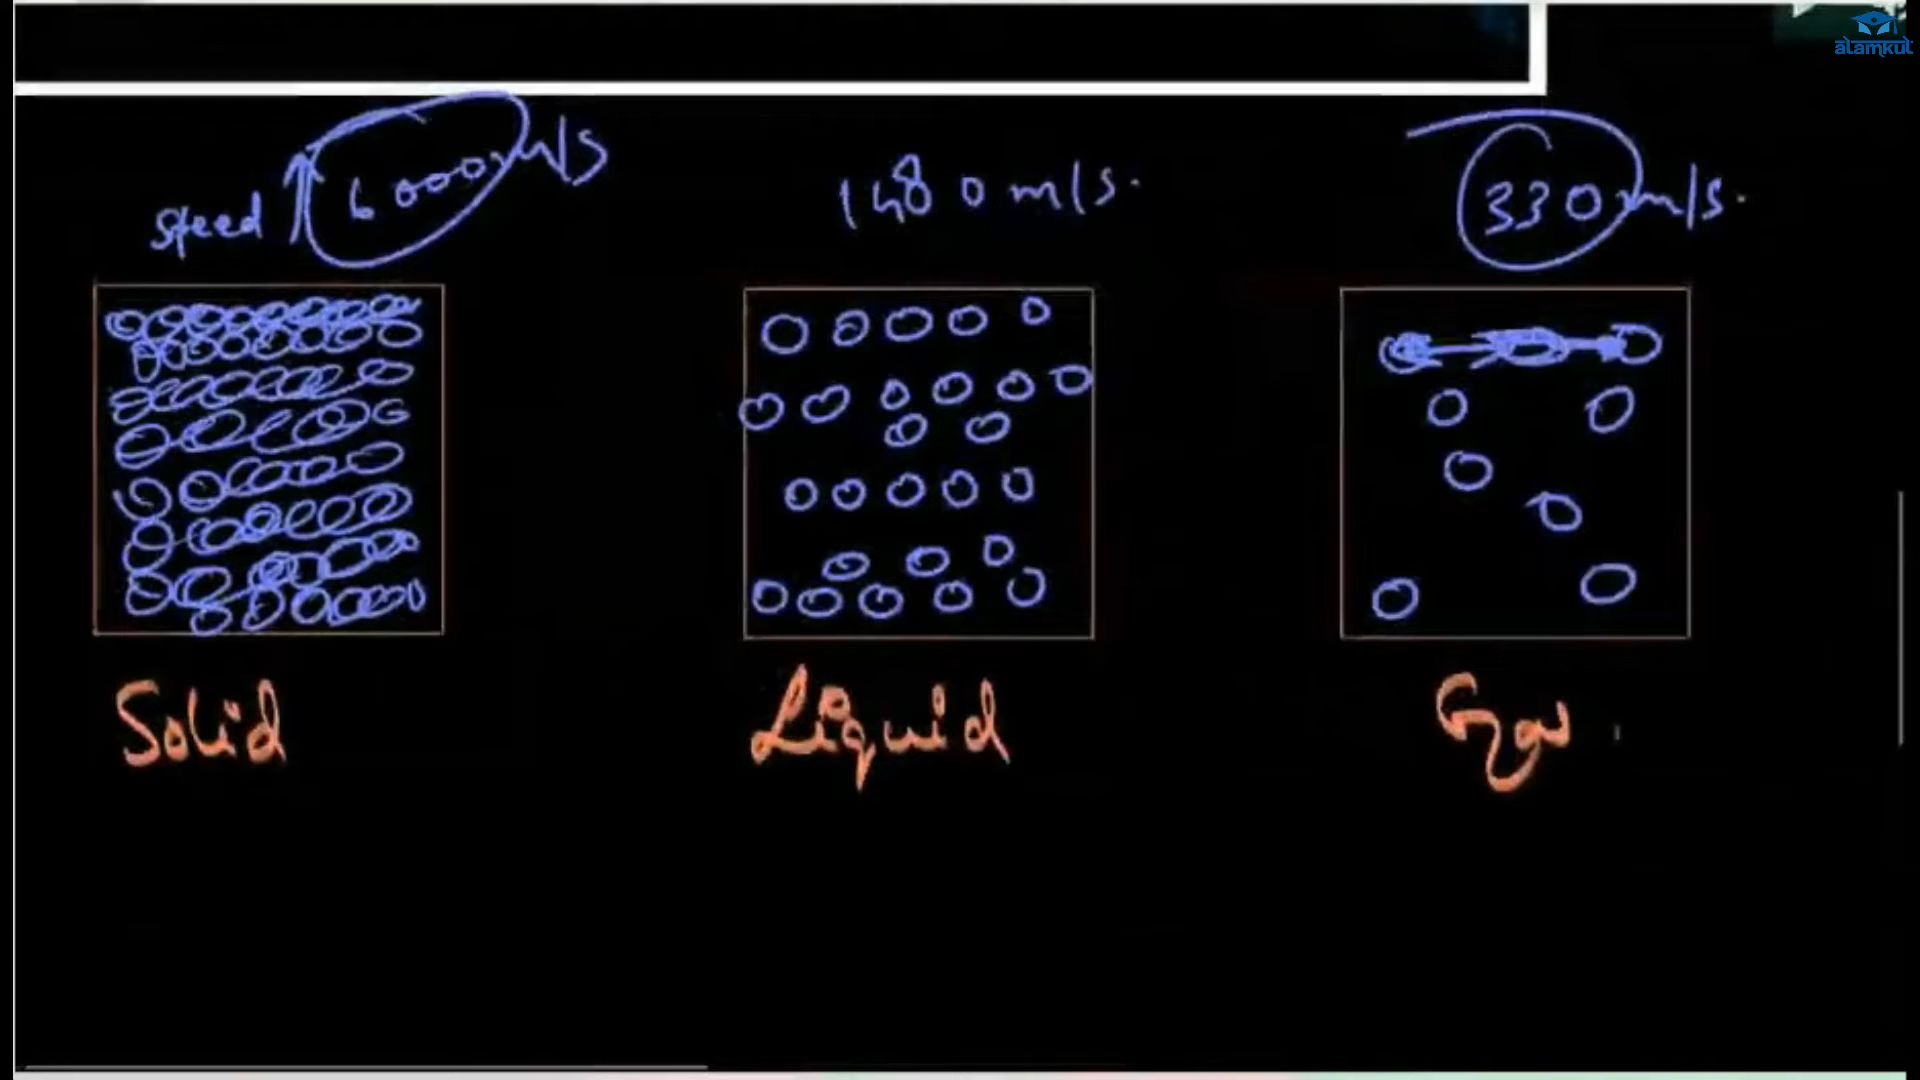 alamkul
speed 6000 m/s
1480 m/s.
330 m/s.
Solid
Liquid
Gas.